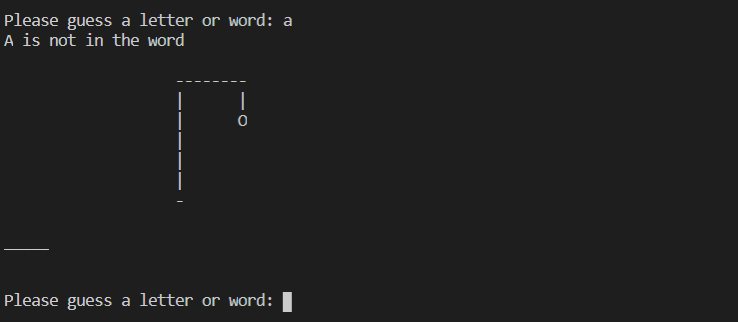 Please guess a letter or word: a
A is not in the word
                   --------
                   |      |
                   |      O
                   |
                   |
                   |
                   -
_____
Please guess a letter or word: